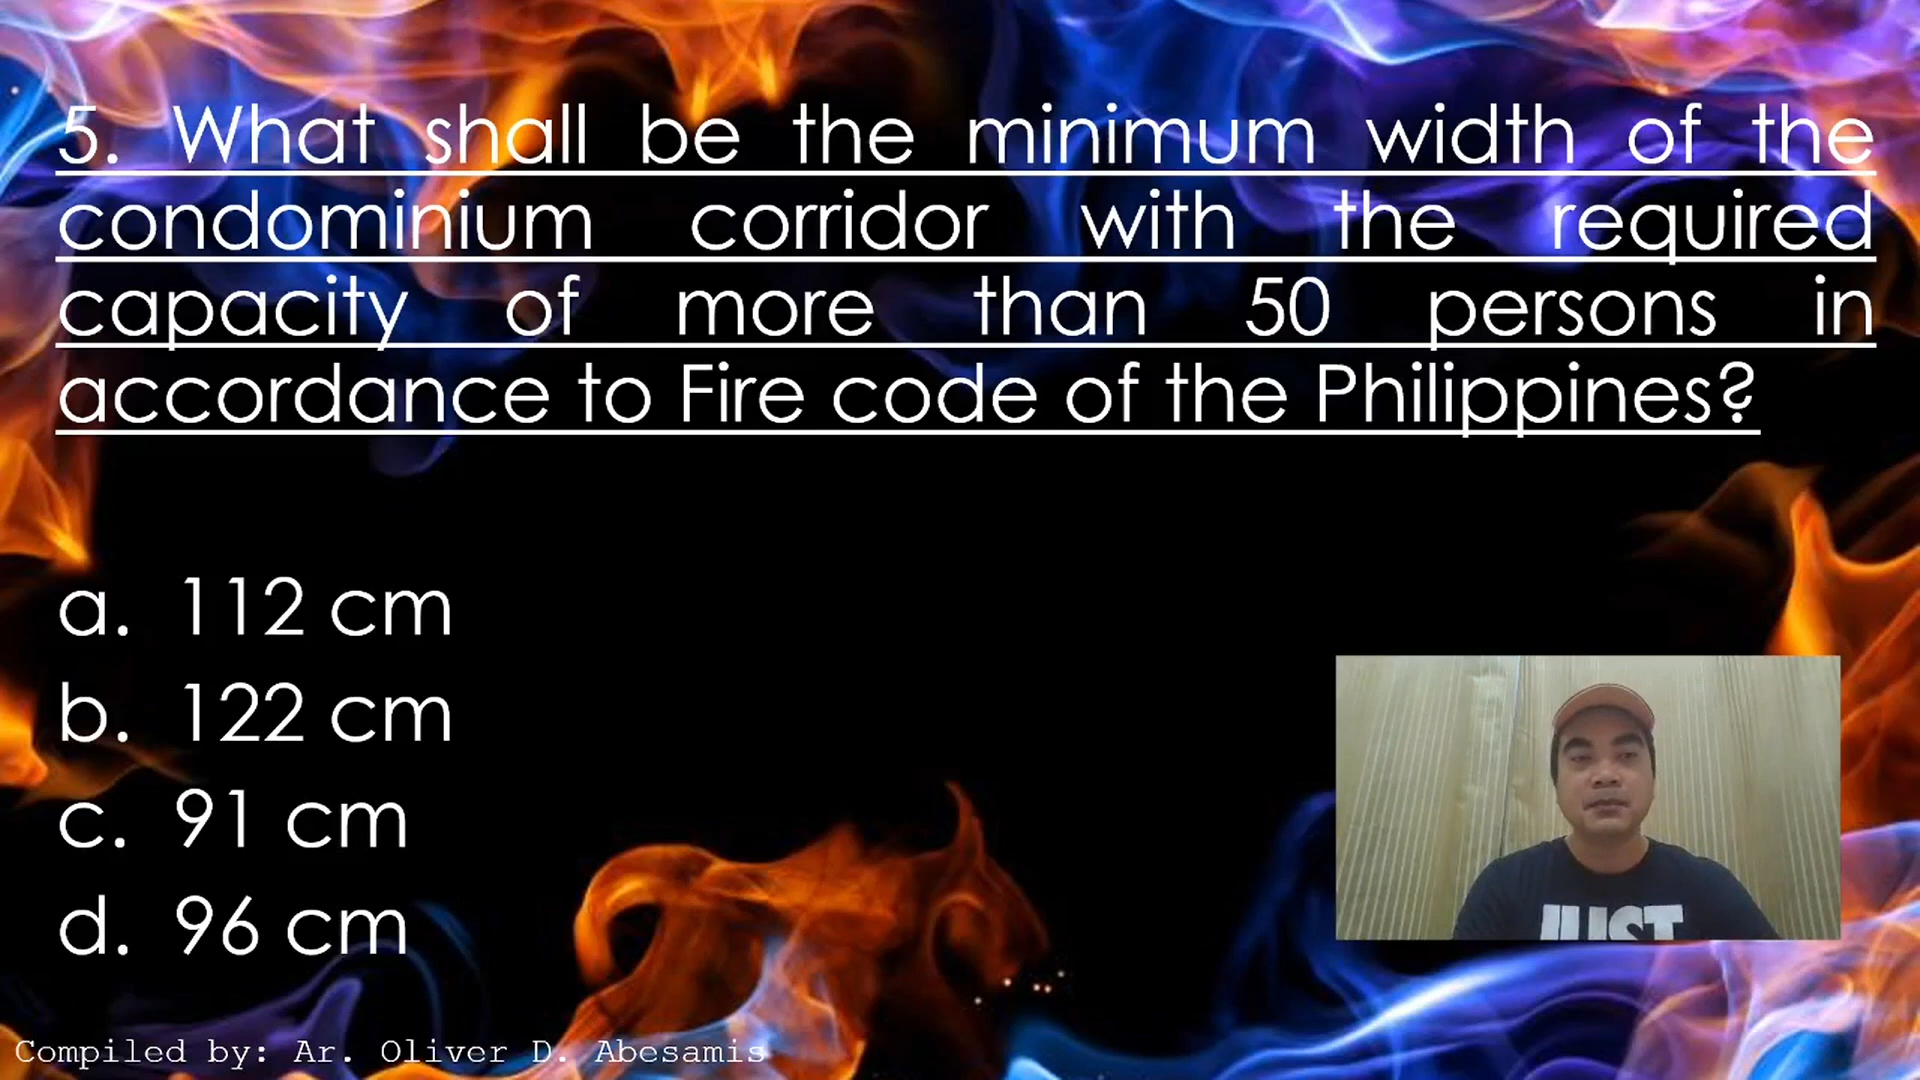 5. What shall be the minimum width of the
condominium corridor with the required
capacity of more than 50 persons in
accordance to Fire code of the Philippines?
a. 112 cm
b. 122 cm
c. 91 cm
d. 96 cm
JUST
Compiled by: Ar. Oliver D. Abesamis